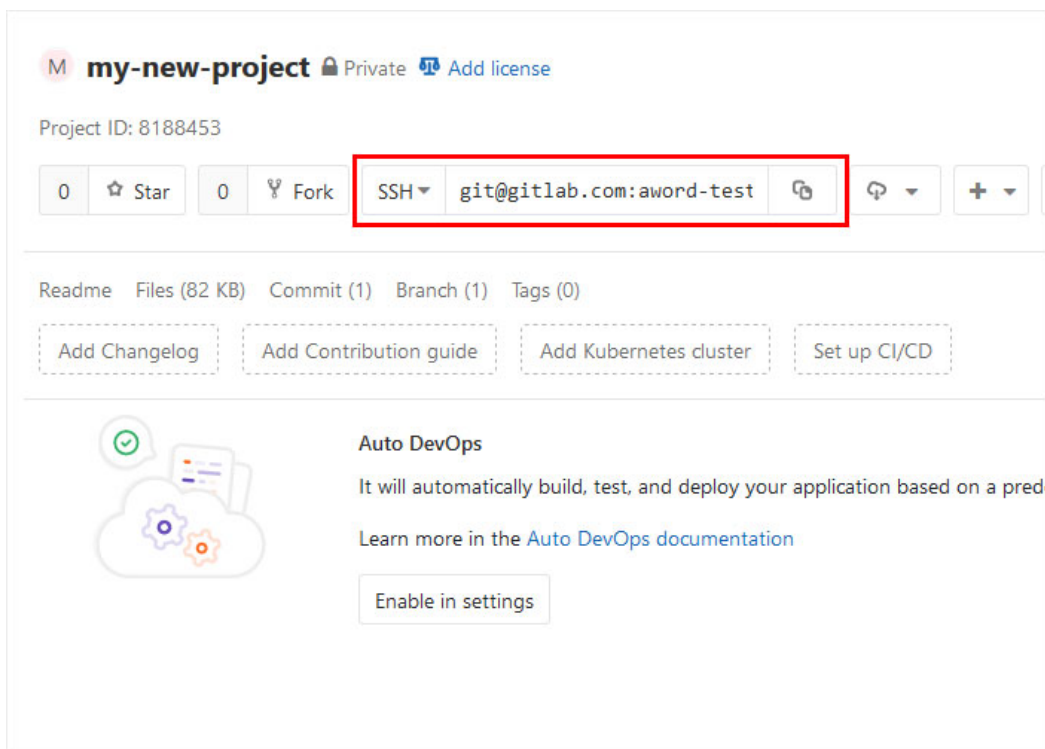 M my-new-project Private Add license
Project ID: 8188453
0 Star 0 Fork SSH git@gitlab.com:aword-test
Readme Files (82 KB) Commit (1) Branch (1) Tags (0)
Add Changelog Add Contribution guide Add Kubernetes cluster Set up CI/CD
Auto DevOps
It will automatically build, test, and deploy your application based on a pred
Learn more in the Auto DevOps documentation
Enable in settings